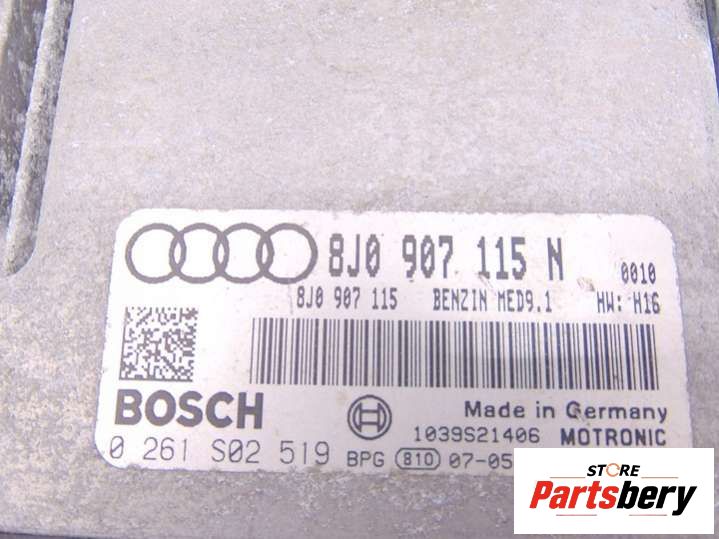 8J0 907 115 N 0010
8J0 907 115 BENZIN MED9.1 HW: H16
BOSCH
Made in Germany
1039S21406 MOTRONIC
0 261 S02 519 BPG 810 07-05
STORE
Partsbery